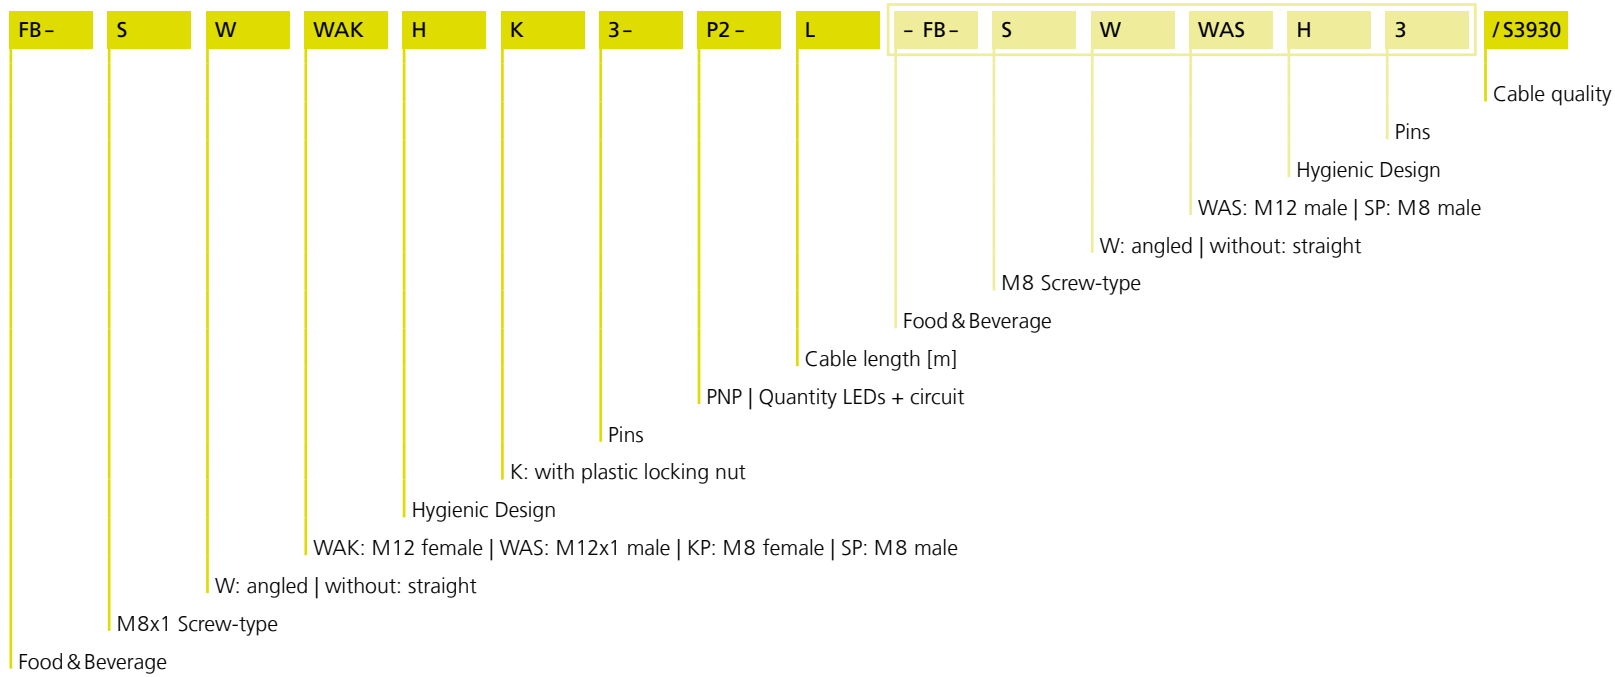 FB– S W WAK H K 3– P2– L – FB– S W WAS H 3 /S3930
Cable quality
Pins
Hygienic Design
WAS: M12 male | SP: M8 male
W: angled | without: straight
M8 Screw-type
Food & Beverage
Cable length [m]
PNP | Quantity LEDs + circuit
Pins
K: with plastic locking nut
Hygienic Design
WAK: M12 female | WAS: M12x1 male | KP: M8 female | SP: M8 male
W: angled | without: straight
M8x1 Screw-type
Food & Beverage